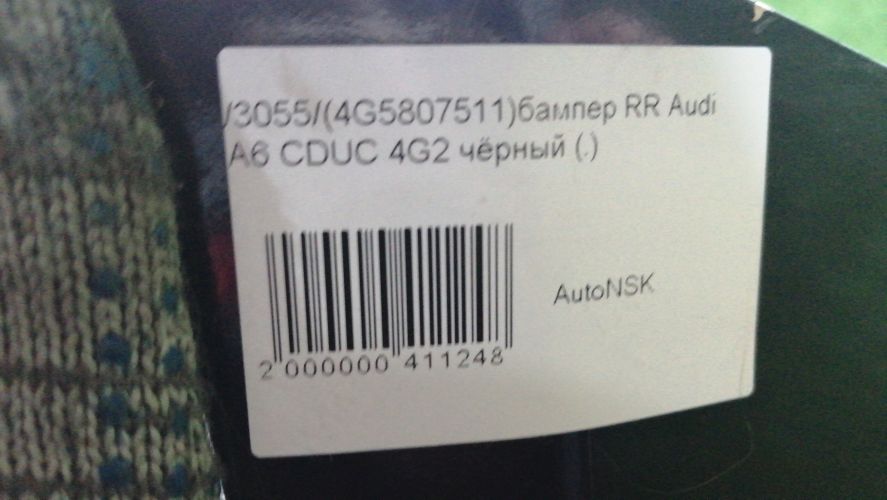 /3055/(4G5807511)бампер RR Audi
A6 CDUC 4G2 чёрный (.)
AutoNSK
2 000000 411248